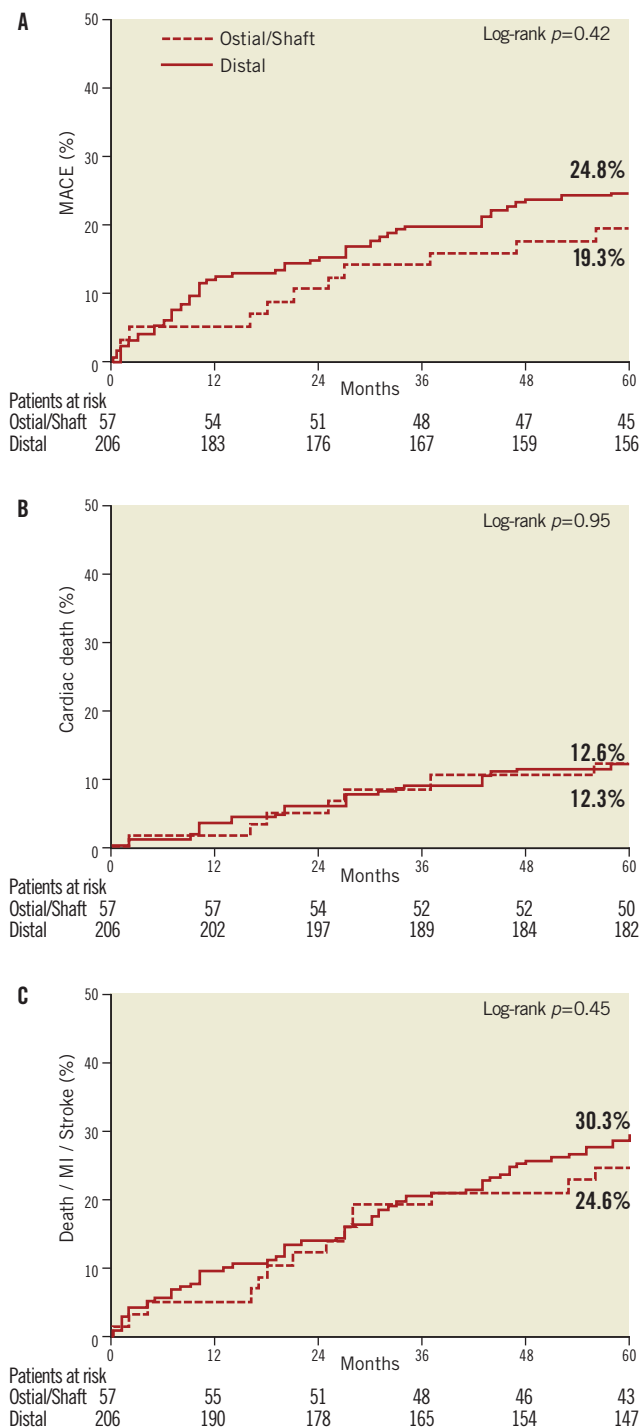 A
50
Ostial/Shaft
Log-rank p=0.42
Distal
40
30
24.8%
MACE (%)
20
19.3%
10
0
0 12 24 36 48 60
Months
Patients at risk
Ostial/Shaft 57 54 51 48 47 45
Distal 206 183 176 167 159 156
B
50
Log-rank p=0.95
40
30
Cardiac death (%)
20
12.6%
10
12.3%
0
0 12 24 36 48 60
Months
Patients at risk
Ostial/Shaft 57 57 54 52 52 50
Distal 206 202 197 189 184 182
C
50
Log-rank p=0.45
40
30
30.3%
Death / MI / Stroke (%)
20
24.6%
10
0
0 12 24 36 48 60
Months
Patients at risk
Ostial/Shaft 57 55 51 48 46 43
Distal 206 190 178 165 154 147